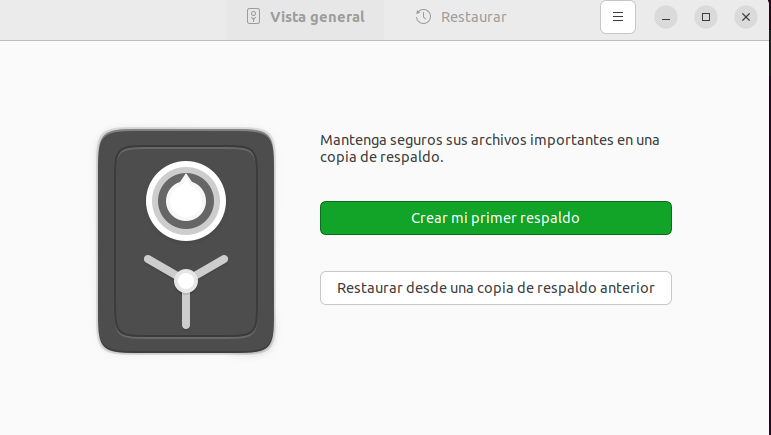 Vista general
Restaurar
Mantenga seguros sus archivos importantes en una
copia de respaldo.
Crear mi primer respaldo
Restaurar desde una copia de respaldo anterior